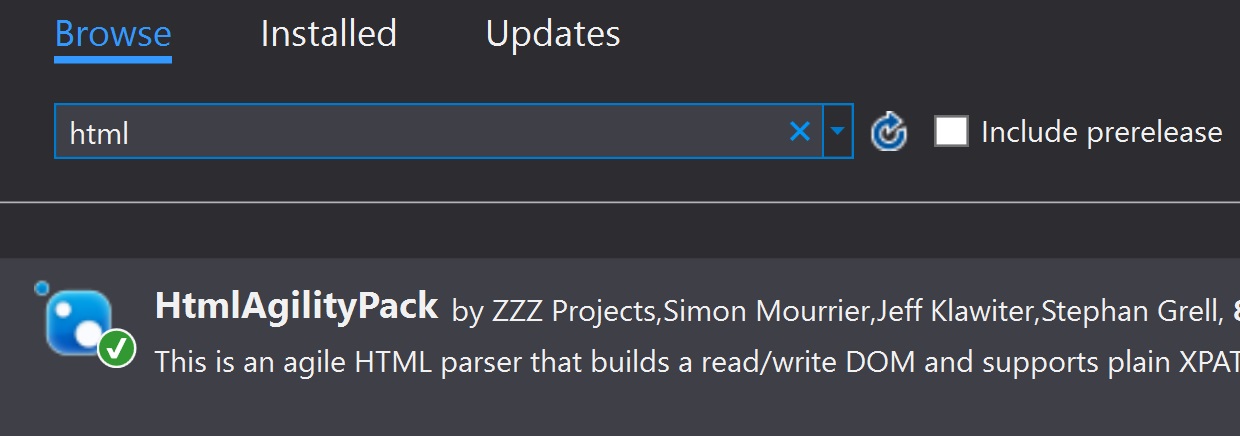 Browse Installed Updates
html
Include prerelease
HtmlAgilityPack by ZZZ Projects,Simon Mourrier,Jeff Klawiter,Stephan Grell,
This is an agile HTML parser that builds a read/write DOM and supports plain